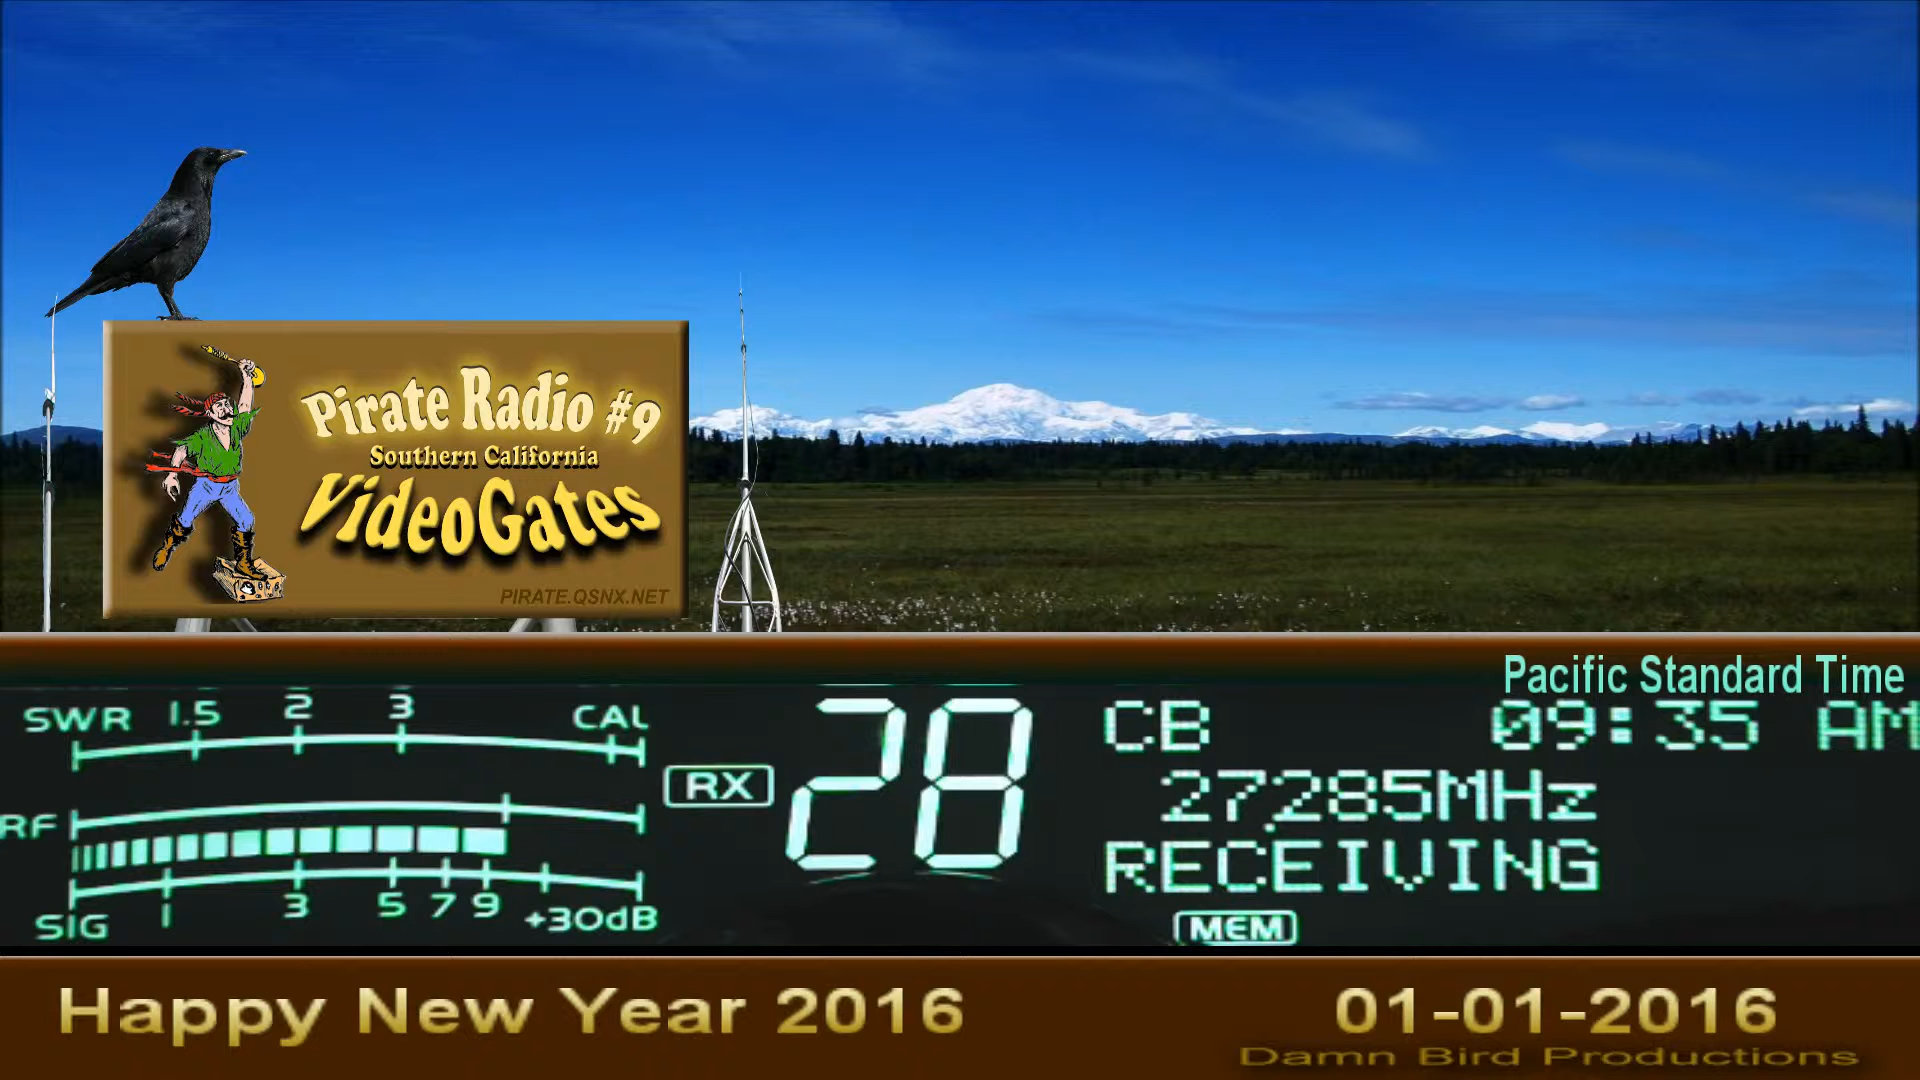 Pirate Radio #9
Southern California
VideoGates
PIRATE.QSNX.NET
Pacific Standard Time
SWR 1.5 2 3 CAL
28
CB 09:35 AM
RX
27.285MHz
RF
RECEIVING
SIG 1 3 5 7 9 +30dB
MEM
Happy New Year 2016
01-01-2016
Damn Bird Productions